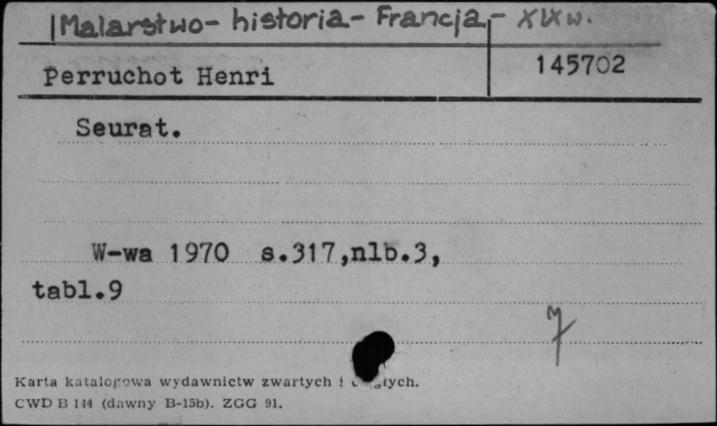 Malarstwo - historia - Francja - XIX w.
Perruchot Henri
145702
Seurat.
W-wa 1970 s.317,nlb.3,
tabl.9
Karta katalogowa wydawnictw zwartych i
CWD B 144 (dawny B-15b). ZGG 91.